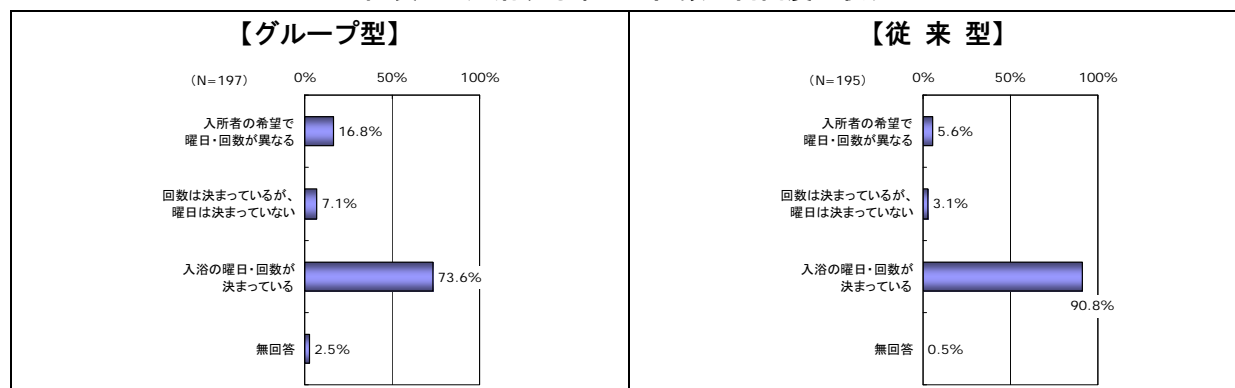 【グループ型】
(N=197)
0%
50%
100%
入所者の希望で
曜日・回数が異なる
16.8%
回数は決まっているが、
曜日は決まっていない
7.1%
入浴の曜日・回数が
決まっている
73.6%
無回答
2.5%
【従 来 型】
(N=195)
0%
50%
100%
入所者の希望で
曜日・回数が異なる
5.6%
回数は決まっているが、
曜日は決まっていない
3.1%
入浴の曜日・回数が
決まっている
90.8%
無回答
0.5%